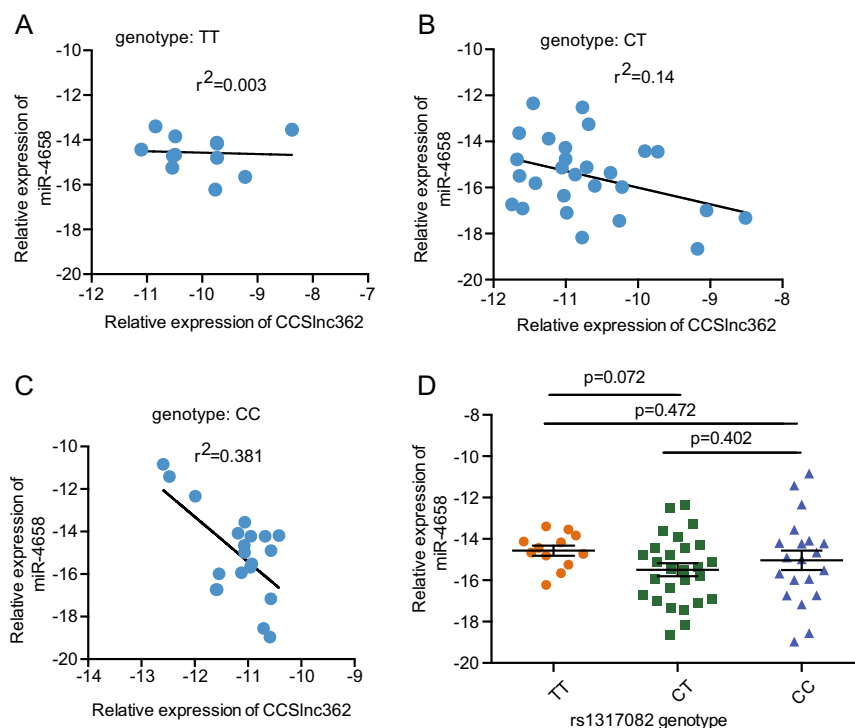 A
genotype: TT
r²=0.003
-10
-12
-14
-16
-18
-20
Relative expression of
miR-4658
-12
-11
-10
-9
-8
-7
Relative expression of CCSlnc362
B
genotype: CT
r²=0.14
-10
-12
-14
-16
-18
-20
Relative expression of
miR-4658
-12
-11
-10
-9
-8
Relative expression of CCSlnc362
C
genotype: CC
r²=0.381
-10
-12
-14
-16
-18
-20
Relative expression of
miR-4658
-14
-13
-12
-11
-10
-9
Relative expression of CCSlnc362
D
p=0.072
p=0.472
p=0.402
-8
-10
-12
-14
-16
-18
-20
Relative expression of
miR-4658
TT
CT
CC
rs1317082 genotype